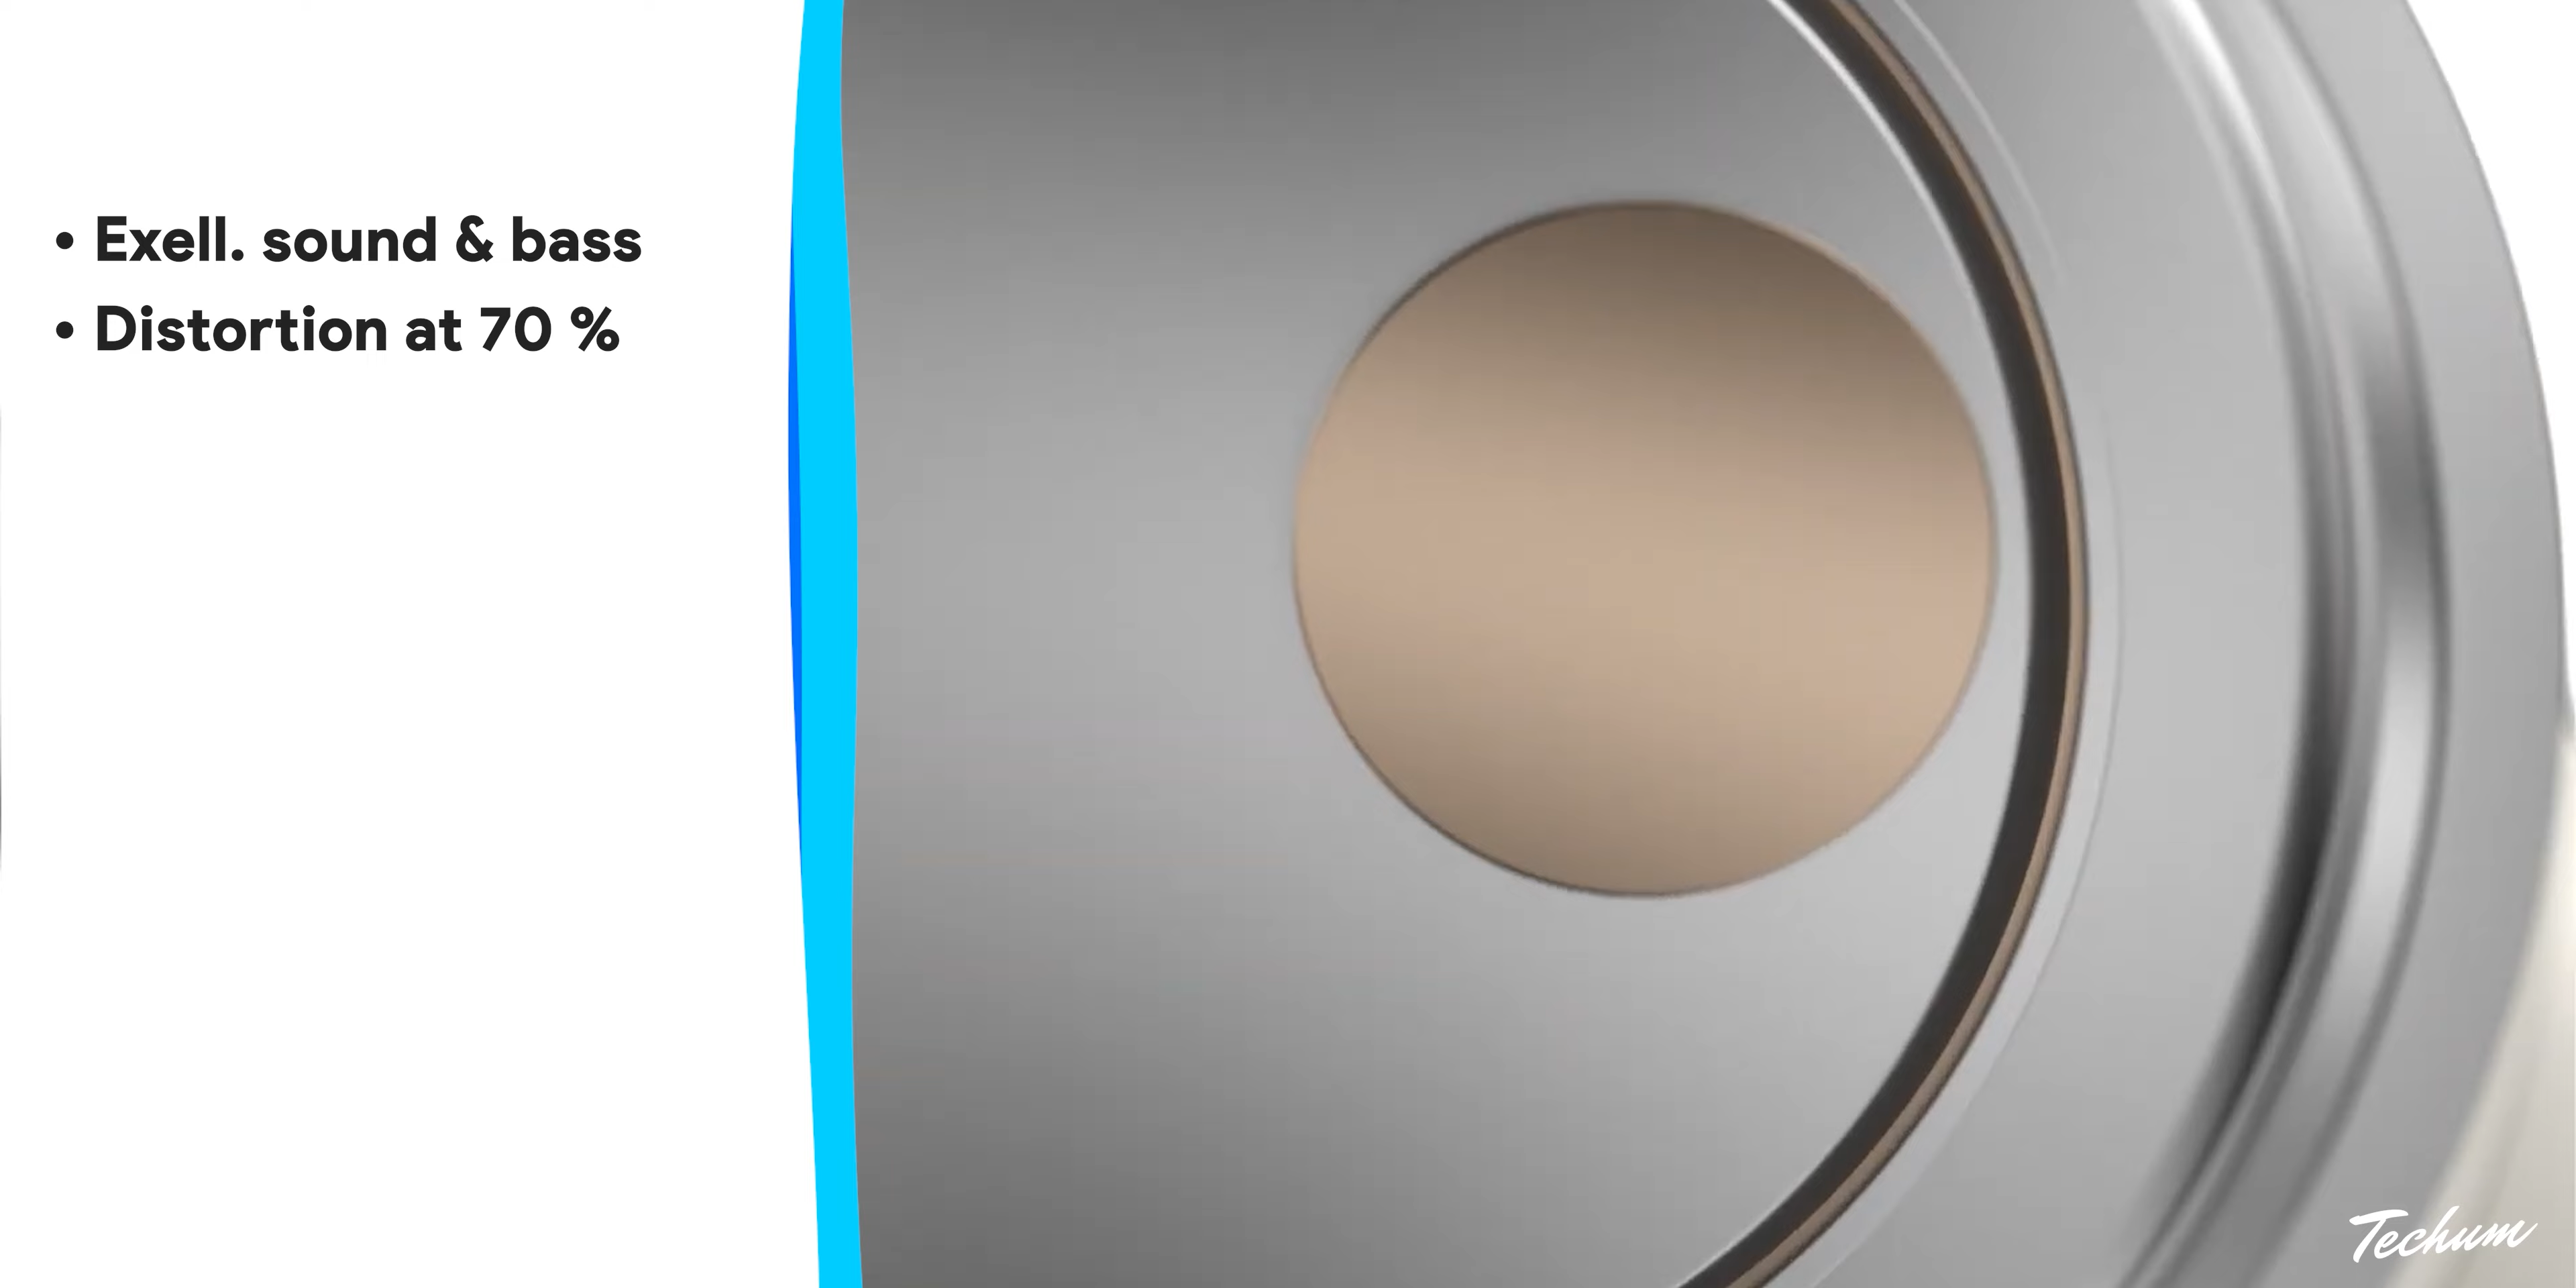 • Exell. sound & bass
• Distortion at 70 %
Techum